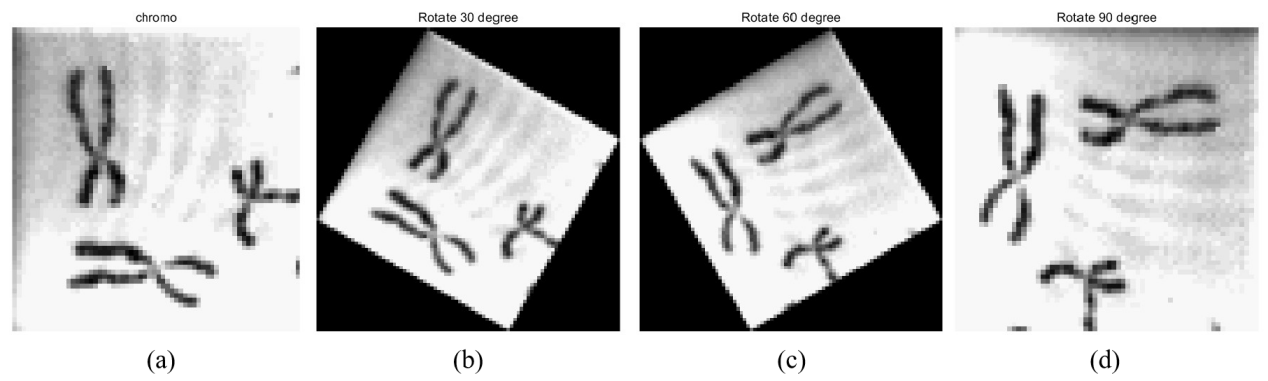 chromo
Rotate 30 degree
Rotate 60 degree
Rotate 90 degree
(a)
(b)
(c)
(d)